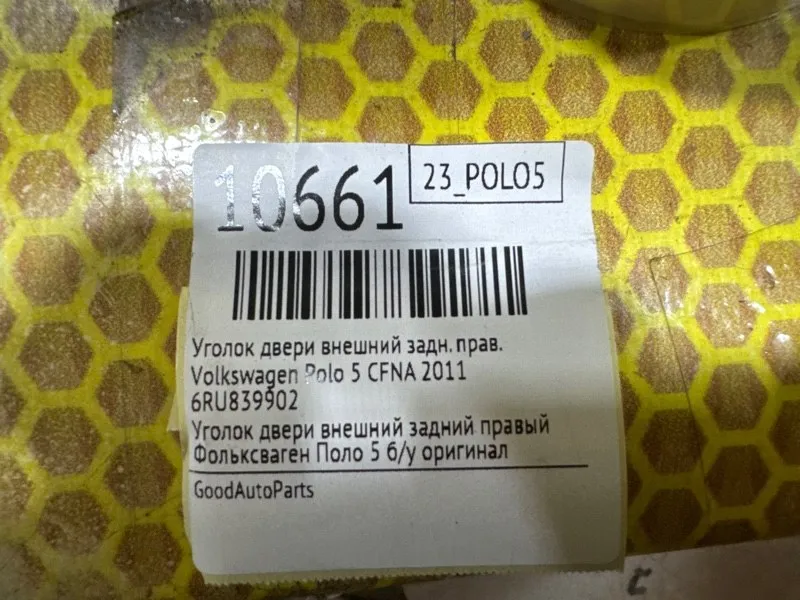 10661
23_POLO5
Уголок двери внешний задн. прав.
Volkswagen Polo 5 CFNA 2011
6RU839902
Уголок двери внешний задний правый
Фольксваген Поло 5 б/у оригинал
GoodAutoParts
с